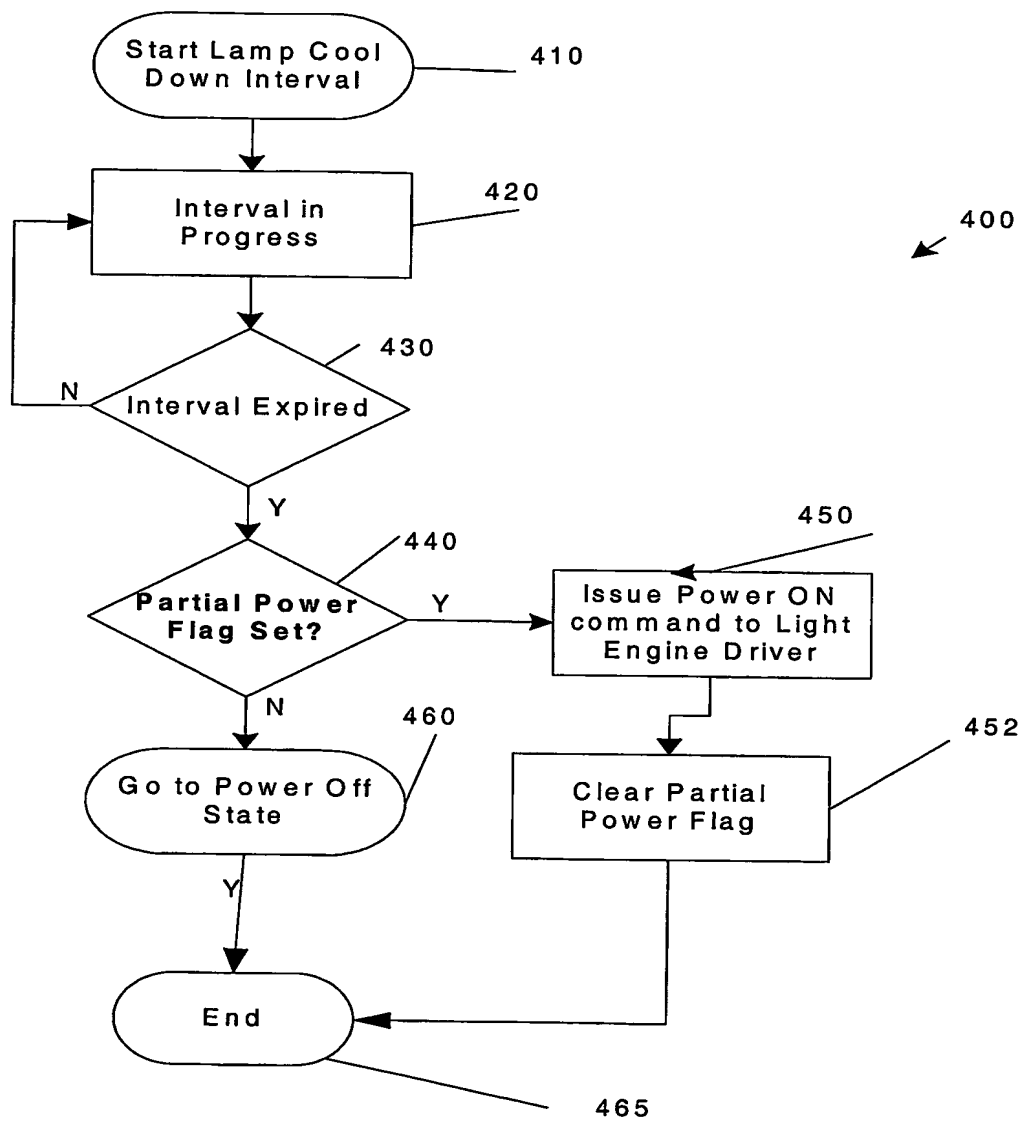 Start Lamp Cool
Down Interval
410
Interval in
Progress
420
400
430
Interval Expired
N
Y
440
Partial Power
Flag Set?
Y
450
Issue Power ON
command to Light
Engine Driver
N
460
452
Go to Power Off
State
Clear Partial
Power Flag
Y
End
465